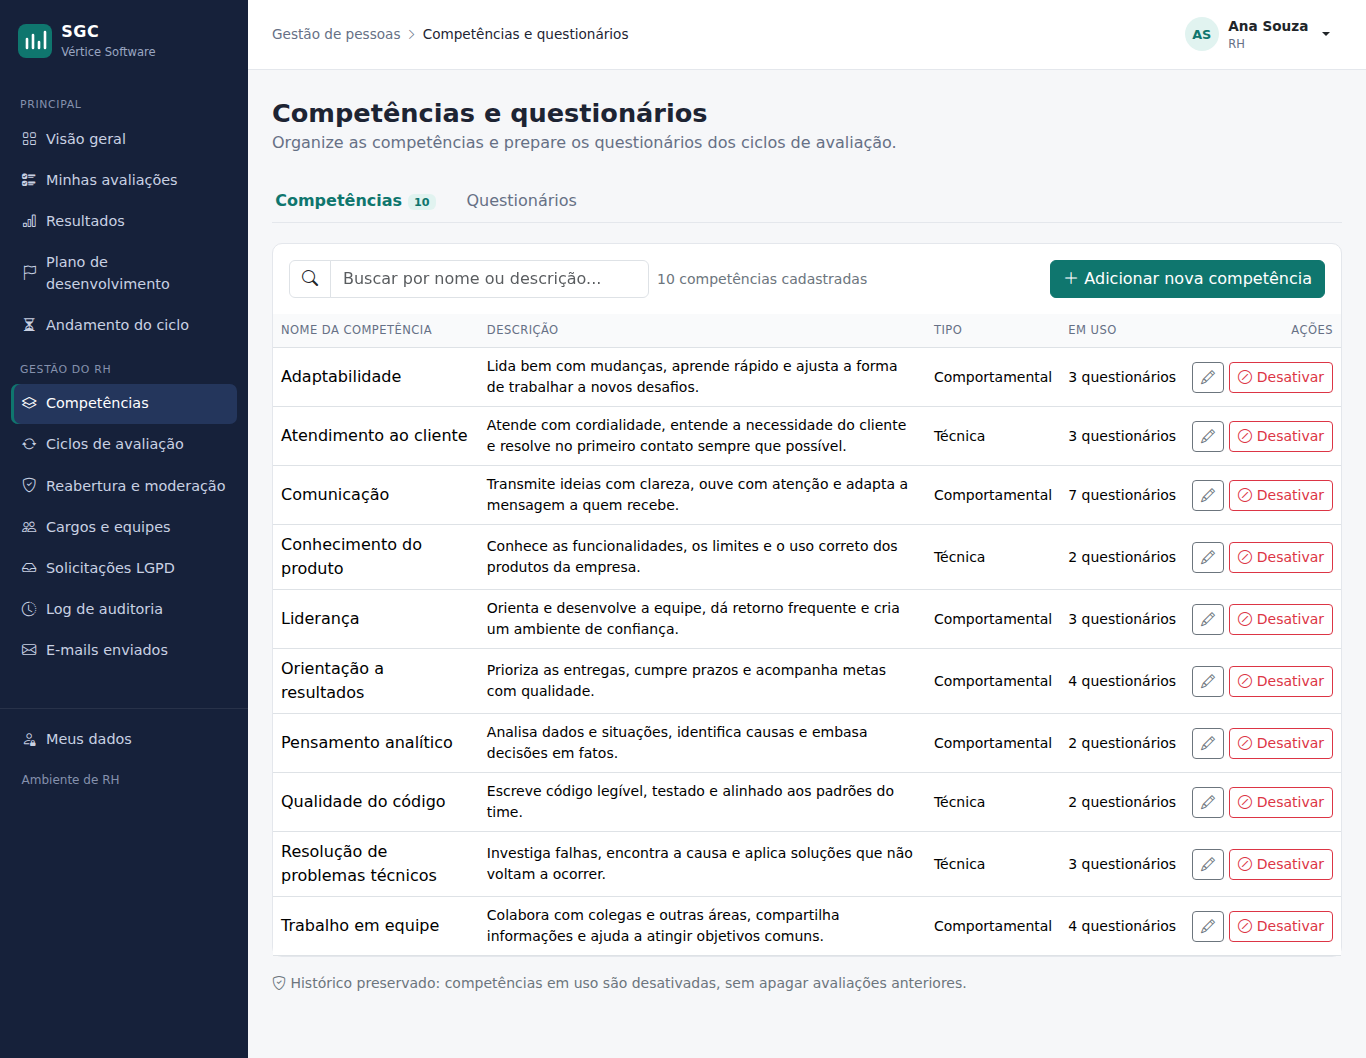 SGC
Vértice Software
PRINCIPAL
Visão geral
Minhas avaliações
Resultados
Plano de
desenvolvimento
Andamento do ciclo
GESTÃO DO RH
Competências
Ciclos de avaliação
Reabertura e moderação
Cargos e equipes
Solicitações LGPD
Log de auditoria
E-mails enviados
Meus dados
Ambiente de RH
Gestão de pessoas > Competências e questionários
AS
Ana Souza
RH
Competências e questionários
Organize as competências e prepare os questionários dos ciclos de avaliação.
Competências 10 Questionários
Buscar por nome ou descrição... 10 competências cadastradas + Adicionar nova competência
NOME DA COMPETÊNCIA DESCRIÇÃO TIPO EM USO AÇÕES
Adaptabilidade
Lida bem com mudanças, aprende rápido e ajusta a forma
de trabalhar a novos desafios.
Comportamental 3 questionários Desativar
Atendimento ao cliente
Atende com cordialidade, entende a necessidade do cliente
e resolve no primeiro contato sempre que possível.
Técnica 3 questionários Desativar
Comunicação
Transmite ideias com clareza, ouve com atenção e adapta a
mensagem a quem recebe.
Comportamental 7 questionários Desativar
Conhecimento do
produto
Conhece as funcionalidades, os limites e o uso correto dos
produtos da empresa.
Técnica 2 questionários Desativar
Liderança
Orienta e desenvolve a equipe, dá retorno frequente e cria
um ambiente de confiança.
Comportamental 3 questionários Desativar
Orientação a
resultados
Prioriza as entregas, cumpre prazos e acompanha metas
com qualidade.
Comportamental 4 questionários Desativar
Pensamento analítico
Analisa dados e situações, identifica causas e embasa
decisões em fatos.
Comportamental 2 questionários Desativar
Qualidade do código
Escreve código legível, testado e alinhado aos padrões do
time.
Técnica 2 questionários Desativar
Resolução de
problemas técnicos
Investiga falhas, encontra a causa e aplica soluções que não
voltam a ocorrer.
Técnica 3 questionários Desativar
Trabalho em equipe
Colabora com colegas e outras áreas, compartilha
informações e ajuda a atingir objetivos comuns.
Comportamental 4 questionários Desativar
Histórico preservado: competências em uso são desativadas, sem apagar avaliações anteriores.